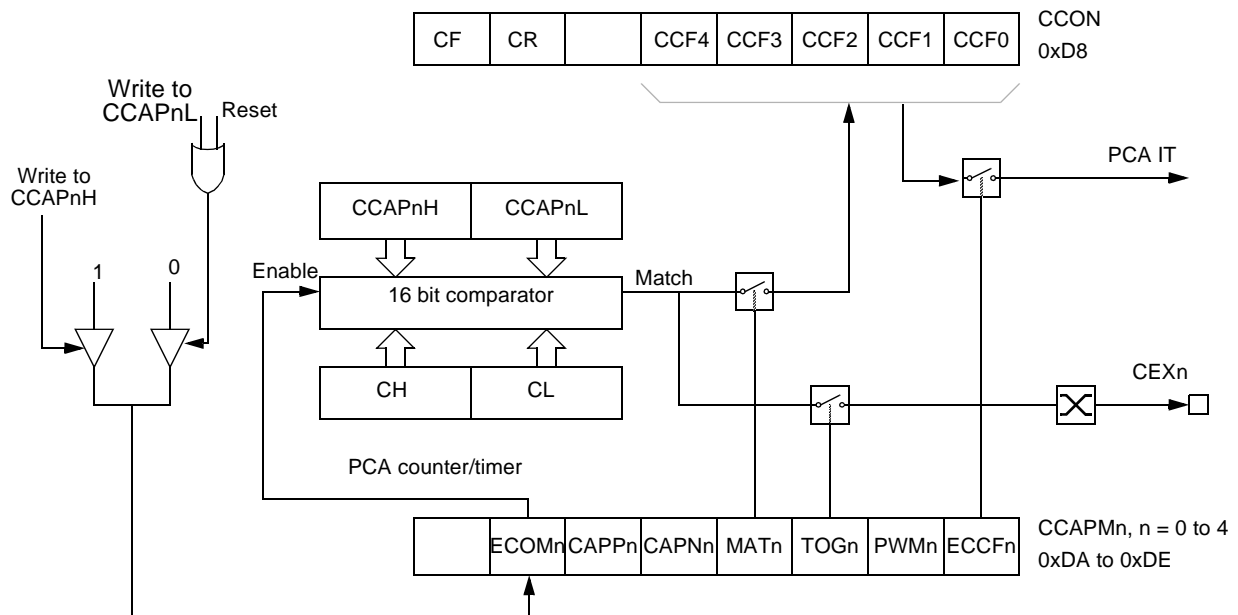 CCON
CF CR CCF4 CCF3 CCF2 CCF1 CCF0
0xD8
Write to
CCAPnL
Reset
PCA IT
Write to
CCAPnH
CCAPnH CCAPnL
1 0
Enable
16 bit comparator
Match
CH CL
CEXn
PCA counter/timer
ECOMn CAPPn CAPNn MATn TOGn PWMn ECCFn
CCAPMn, n = 0 to 4
0xDA to 0xDE